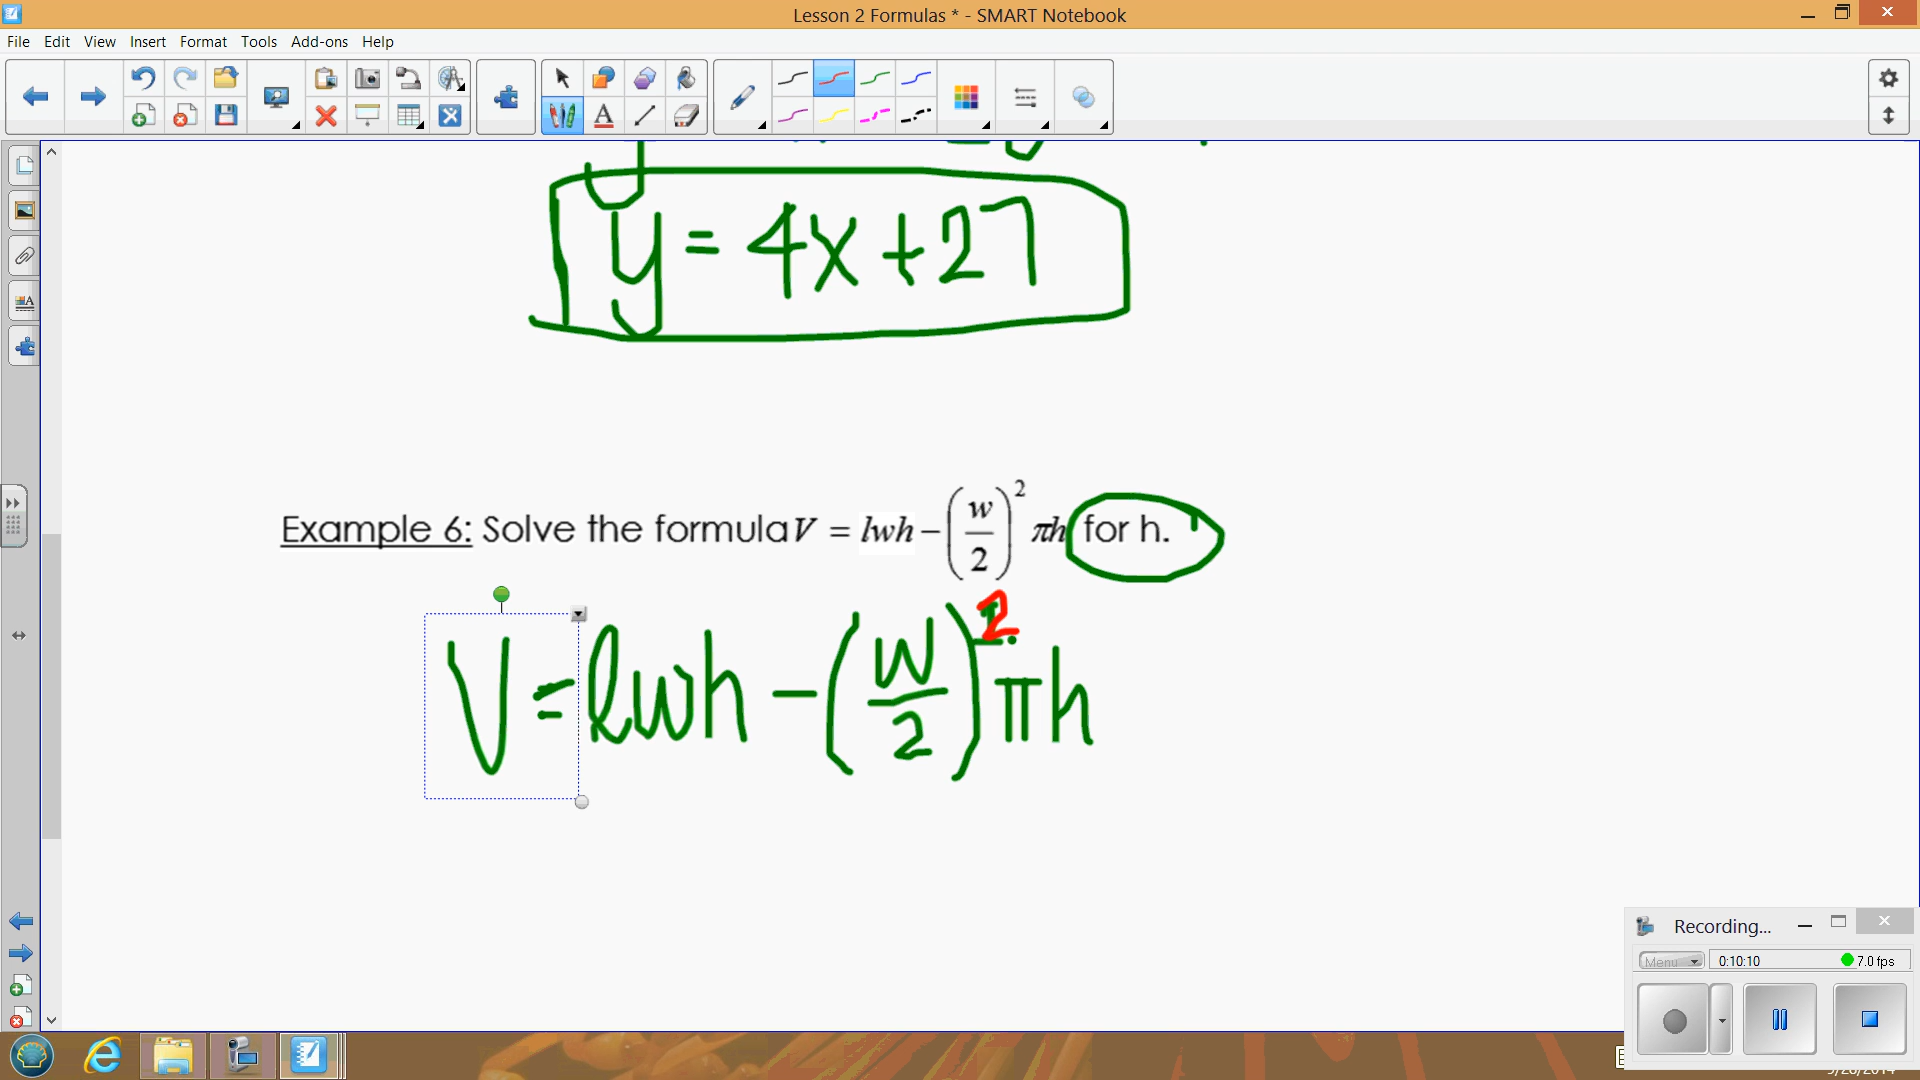 Lesson 2 Formulas * - SMART Notebook
File Edit View Insert Format Tools Add-ons Help
y = 4x + 27
Example 6: Solve the formula V = lwh − (w/2)² πh for h.
V = lwh − (w/2)² πh
Recording...
Menu 0:10:10 7.0 fps